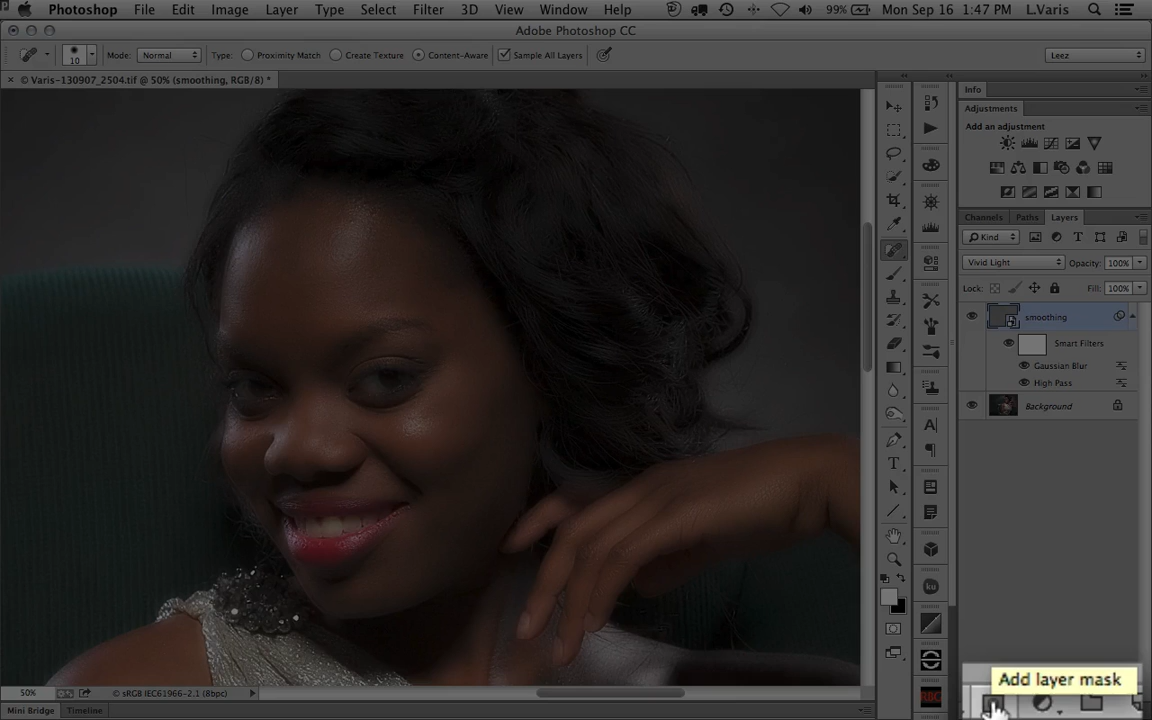 Photoshop File Edit Image Layer Type Select Filter 3D View Window Help 99% Mon Sep 16 1:47 PM L.Varis
Adobe Photoshop CC
10 Mode: Normal Type: Proximity Match Create Texture Content-Aware Sample All Layers Leez
× © Varis-130907_2504.tif @ 50% (smoothing, RGB/8) *
Info
Adjustments
Add an adjustment
Channels Paths Layers
Kind
Vivid Light Opacity: 100%
Lock: Fill: 100%
smoothing
Smart Filters
Gaussian Blur
High Pass
Background
ku
RBG
Add layer mask
50% © sRGB IEC61966-2.1 (8bpc)
Mini Bridge Timeline